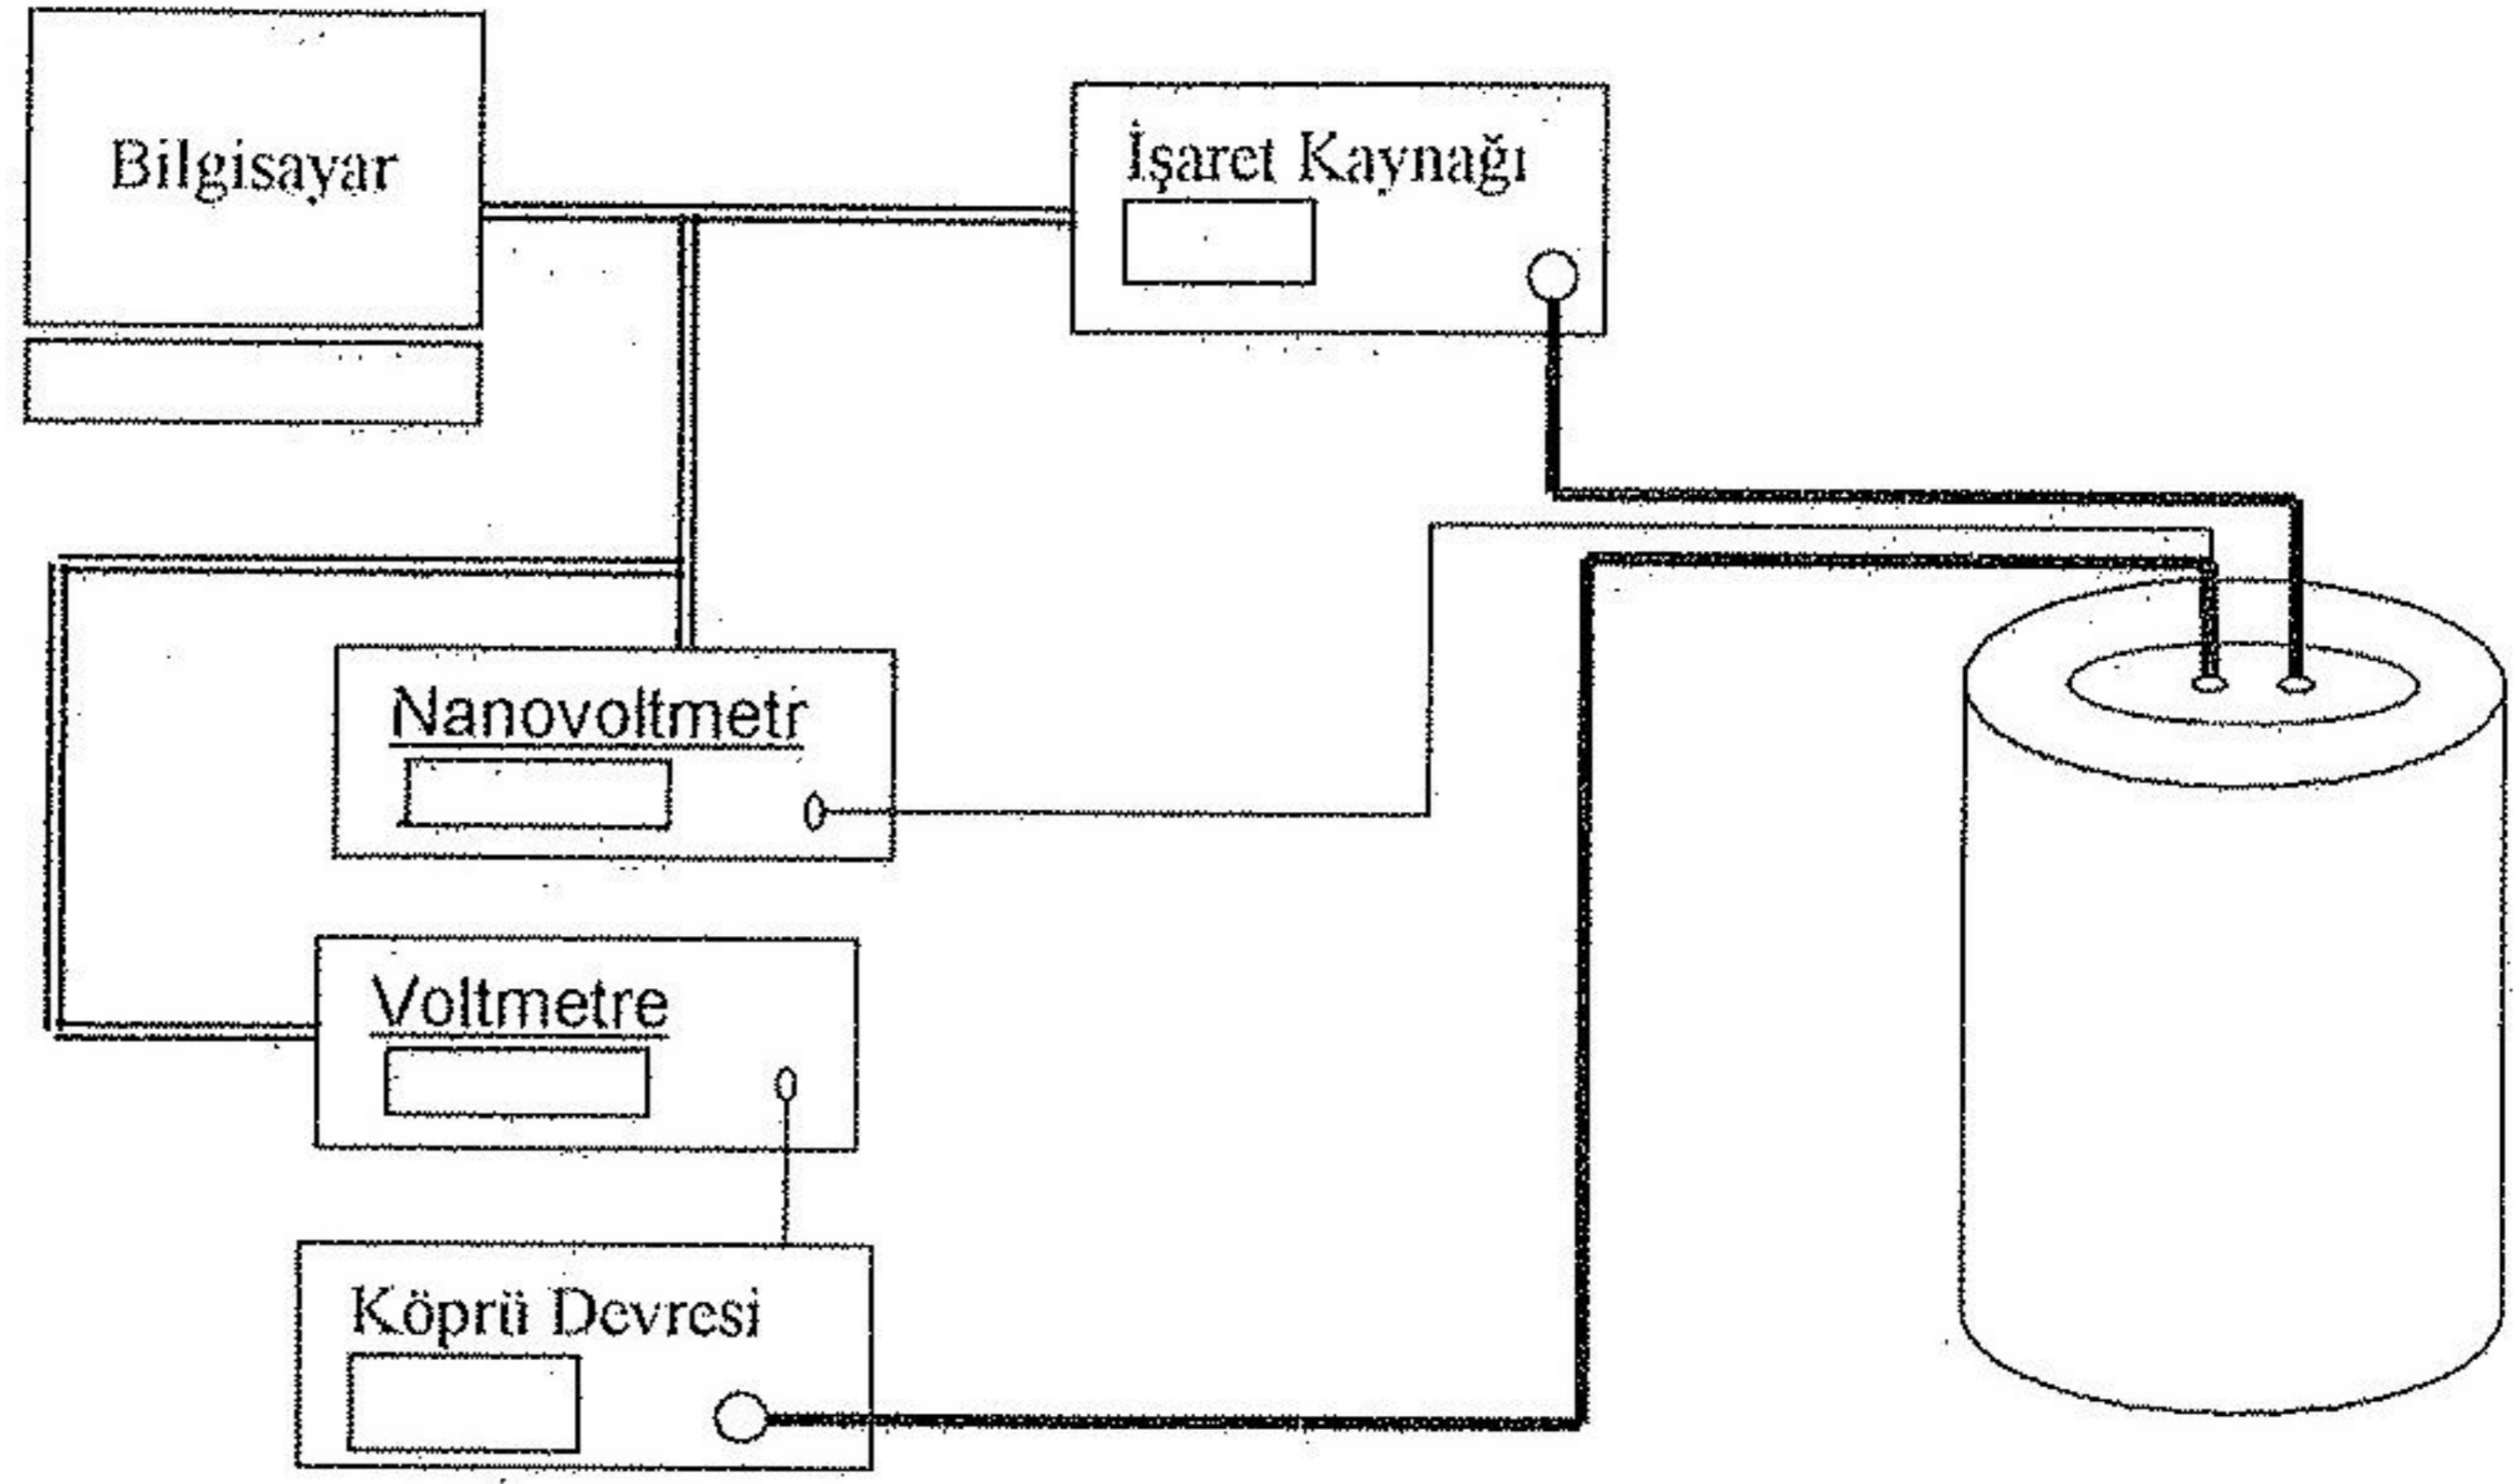 Bilgisayar
İşaret Kaynağı
Nanovoltmetr
Voltmetre
Köprü Devresi